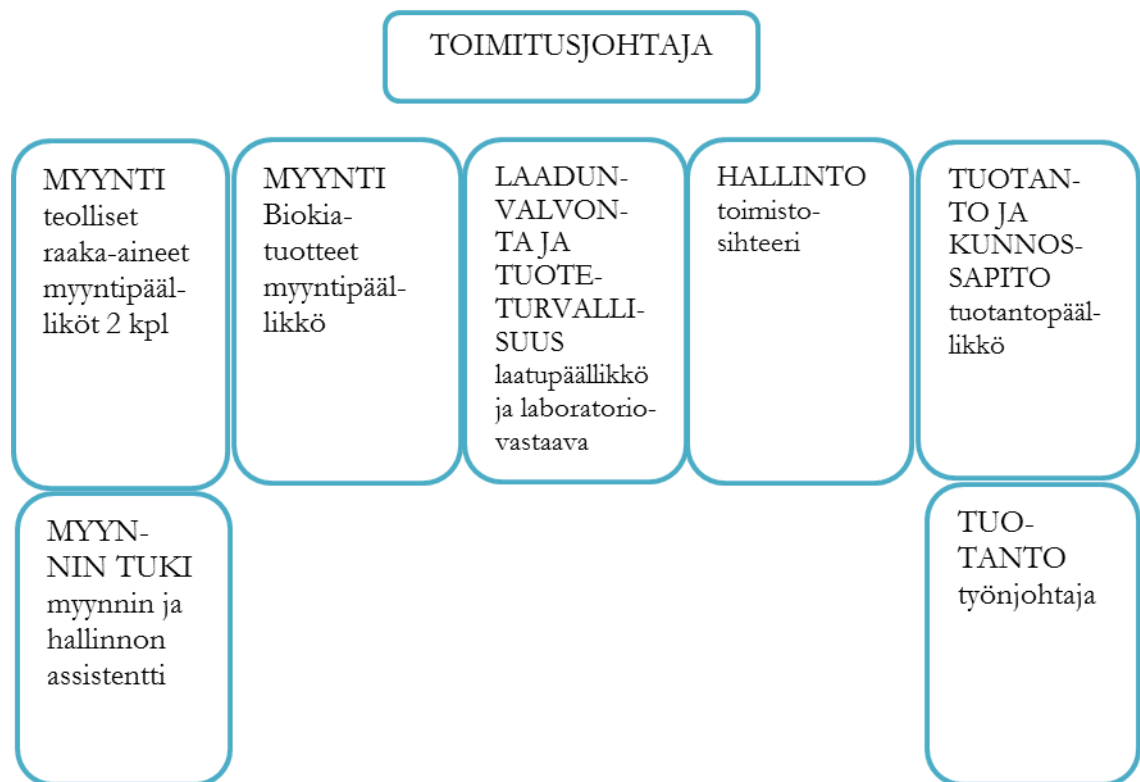 TOIMITUSJOHTAJA
MYYNTI
teolliset
raaka-aineet
myyntipääl-
liköt 2 kpl
MYYNTI
Biokia-
tuotteet
myyntipääl-
likkö
LAADUN-
VALVON-
TA JA
TUOTE-
TURVALLI-
SUUS
laatupäällikkö
ja laboratorio-
vastaava
HALLINTO
toimisto-
sihteeri
TUOTAN-
TO JA
KUNNOS-
SAPITO
tuotantopääl-
likkö
MYYN-
NIN TUKI
myynnin ja
hallinnon
assistentti
TUO-
TANTO
työnjohtaja